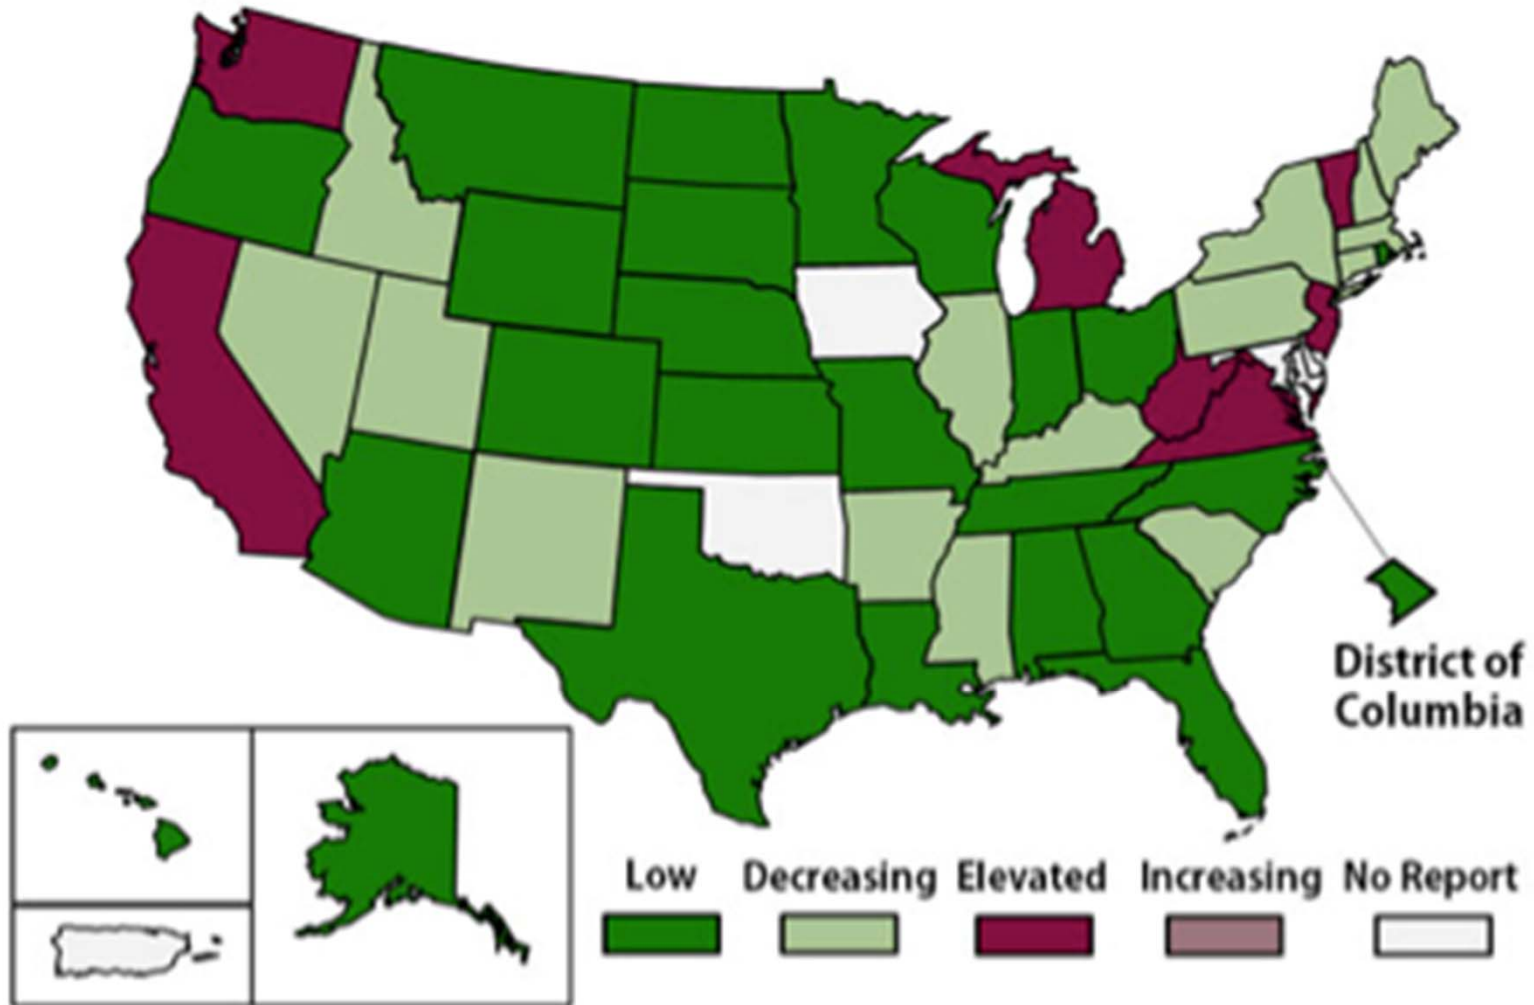 District of
Columbia
Low Decreasing Elevated Increasing No Report